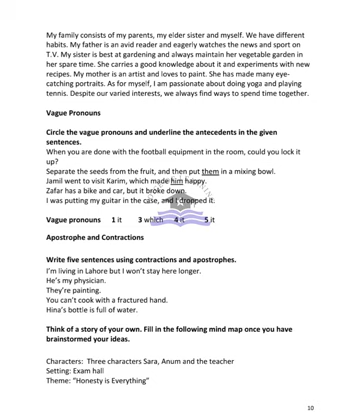 My family consists of my parents, my elder sister and myself. We have different
habits. My father is an avid reader and eagerly watches the news and sport on
T.V. My sister is best at gardening and always maintain her vegetable garden in
her spare time. She carries a good knowledge about it and experiments with new
recipes. My mother is an artist and loves to paint. She has made many eye-
catching portraits. As for myself, I am passionate about doing yoga and playing
tennis. Despite our varied interests, we always find ways to spend time together.
Vague Pronouns
Circle the vague pronouns and underline the antecedents in the given
sentences.
When you are done with the football equipment in the room, could you lock it
up?
Separate the seeds from the fruit, and then put them in a mixing bowl.
Jamil went to visit Karim, which made him happy.
Zafar has a bike and car, but it broke down.
I was putting my guitar in the case, and I dropped it.
Vague pronouns 1 it 3 which 4 it 5 it
Apostrophe and Contractions
Write five sentences using contractions and apostrophes.
I'm living in Lahore but I won't stay here longer.
He's my physician.
They're painting.
You can't cook with a fractured hand.
Hina's bottle is full of water.
Think of a story of your own. Fill in the following mind map once you have
brainstormed your ideas.
Characters: Three characters Sara, Anum and the teacher
Setting: Exam hall
Theme: "Honesty is Everything"
10